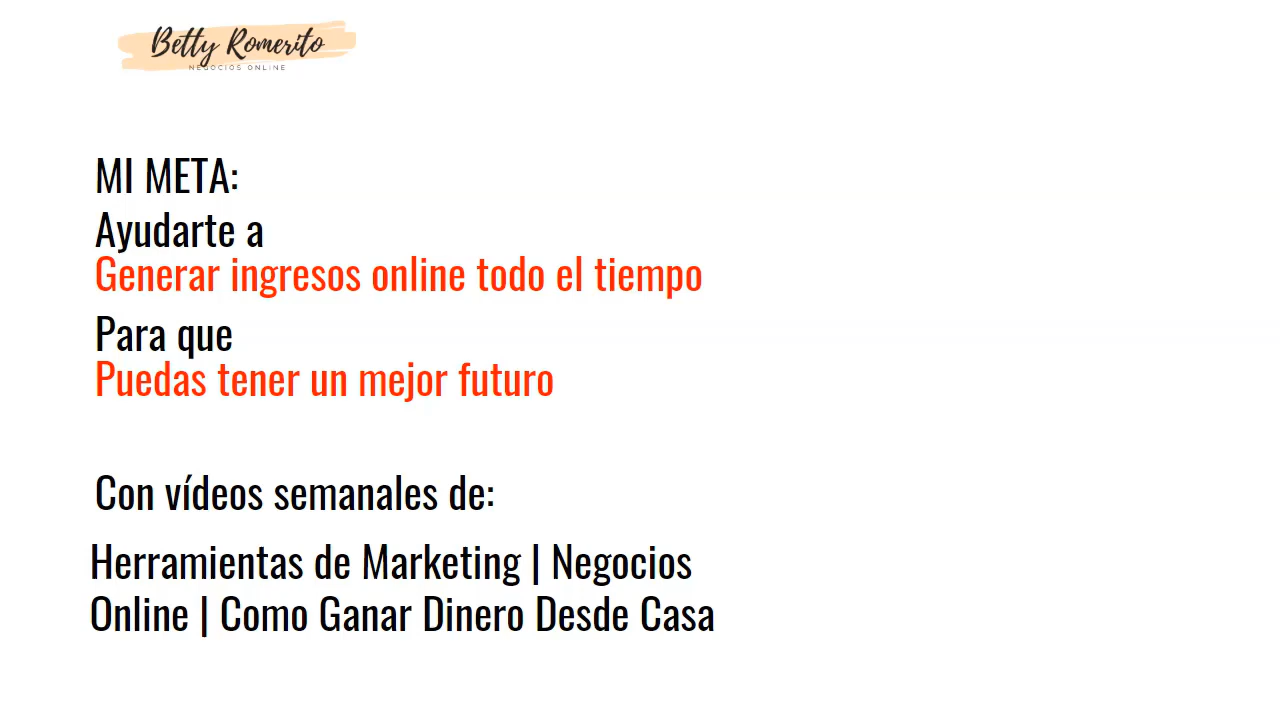 Betty Romerito
NEGOCIOS ONLINE
MI META:
Ayudarte a
Generar ingresos online todo el tiempo
Para que
Puedas tener un mejor futuro
Con vídeos semanales de:
Herramientas de Marketing | Negocios
Online | Como Ganar Dinero Desde Casa